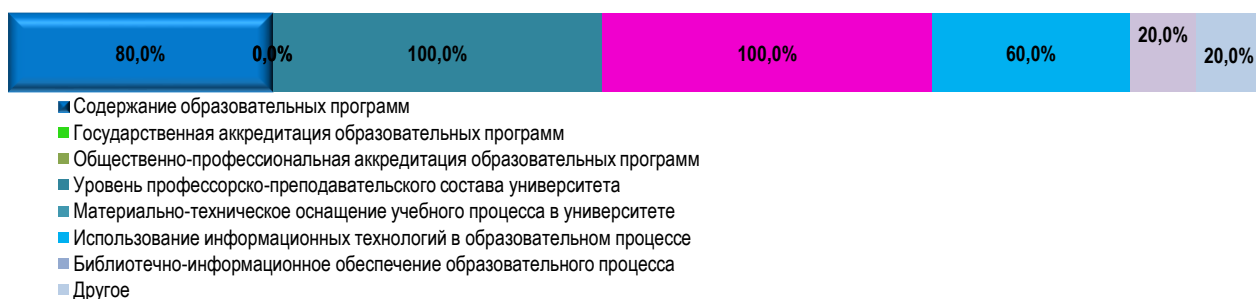 80,0% 0,0% 100,0% 100,0% 60,0% 20,0% 20,0%
Содержание образовательных программ
Государственная аккредитация образовательных программ
Общественно-профессиональная аккредитация образовательных программ
Уровень профессорско-преподавательского состава университета
Материально-техническое оснащение учебного процесса в университете
Использование информационных технологий в образовательном процессе
Библиотечно-информационное обеспечение образовательного процесса
Другое